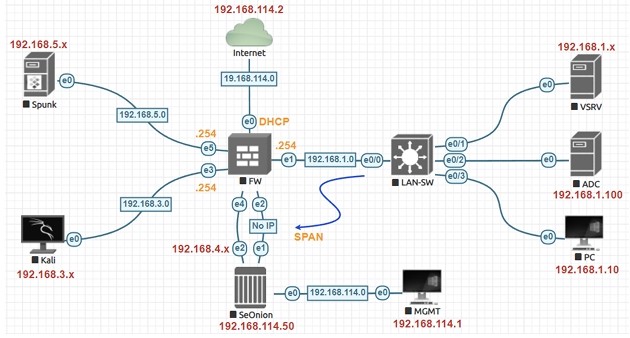 192.168.114.2
Internet
192.168.5.x
192.168.1.x
e0
Spunk
19.168.114.0
e0
VSRV
192.168.5.0
e0
DHCP
.254
e5
.254
e0/1
FW
e1
192.168.1.0
e0/0
LAN-SW
e0/2
e0
ADC
192.168.1.100
e3
.254
e0/3
192.168.3.0
e4
e2
No IP
SPAN
e0
PC
192.168.1.10
e0
Kali
192.168.3.x
192.168.4.x
e2
e1
SeOnion
192.168.114.50
e0
192.168.114.0
e0
MGMT
192.168.114.1